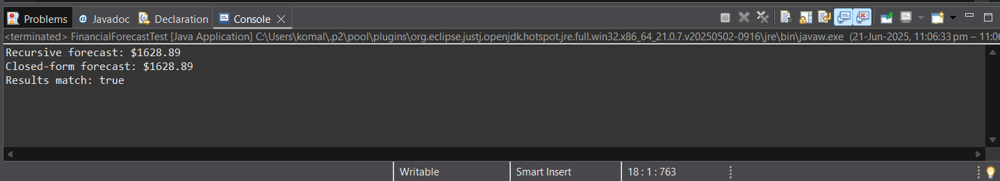 Problems @ Javadoc Declaration Console
<terminated> FinancialForecastTest [Java Application] C:\Users\komal\.p2\pool\plugins\org.eclipse.justj.openjdk.hotspot.jre.full.win32.x86_64_21.0.7.v20250502-0916\jre\bin\javaw.exe (21-Jun-2025, 11:06:33 pm – 11:06
Recursive forecast: $1628.89
Closed-form forecast: $1628.89
Results match: true
Writable Smart Insert 18 : 1 : 763